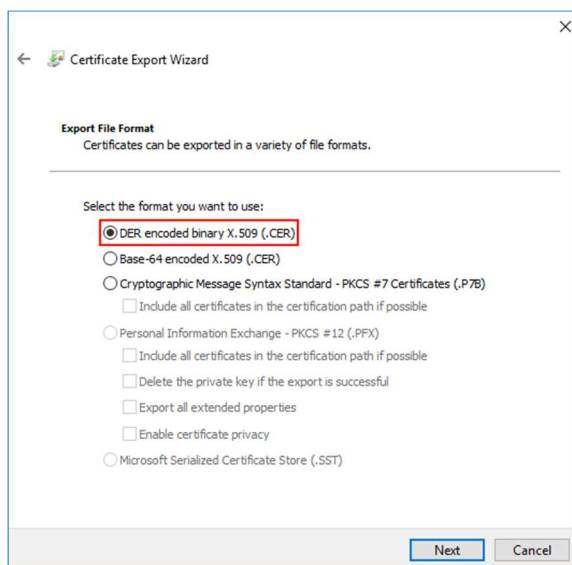 Certificate Export Wizard
Export File Format
Certificates can be exported in a variety of file formats.
Select the format you want to use:
DER encoded binary X.509 (.CER)
Base-64 encoded X.509 (.CER)
Cryptographic Message Syntax Standard - PKCS #7 Certificates (.P7B)
Include all certificates in the certification path if possible
Personal Information Exchange - PKCS #12 (.PFX)
Include all certificates in the certification path if possible
Delete the private key if the export is successful
Export all extended properties
Enable certificate privacy
Microsoft Serialized Certificate Store (.SST)
Next Cancel